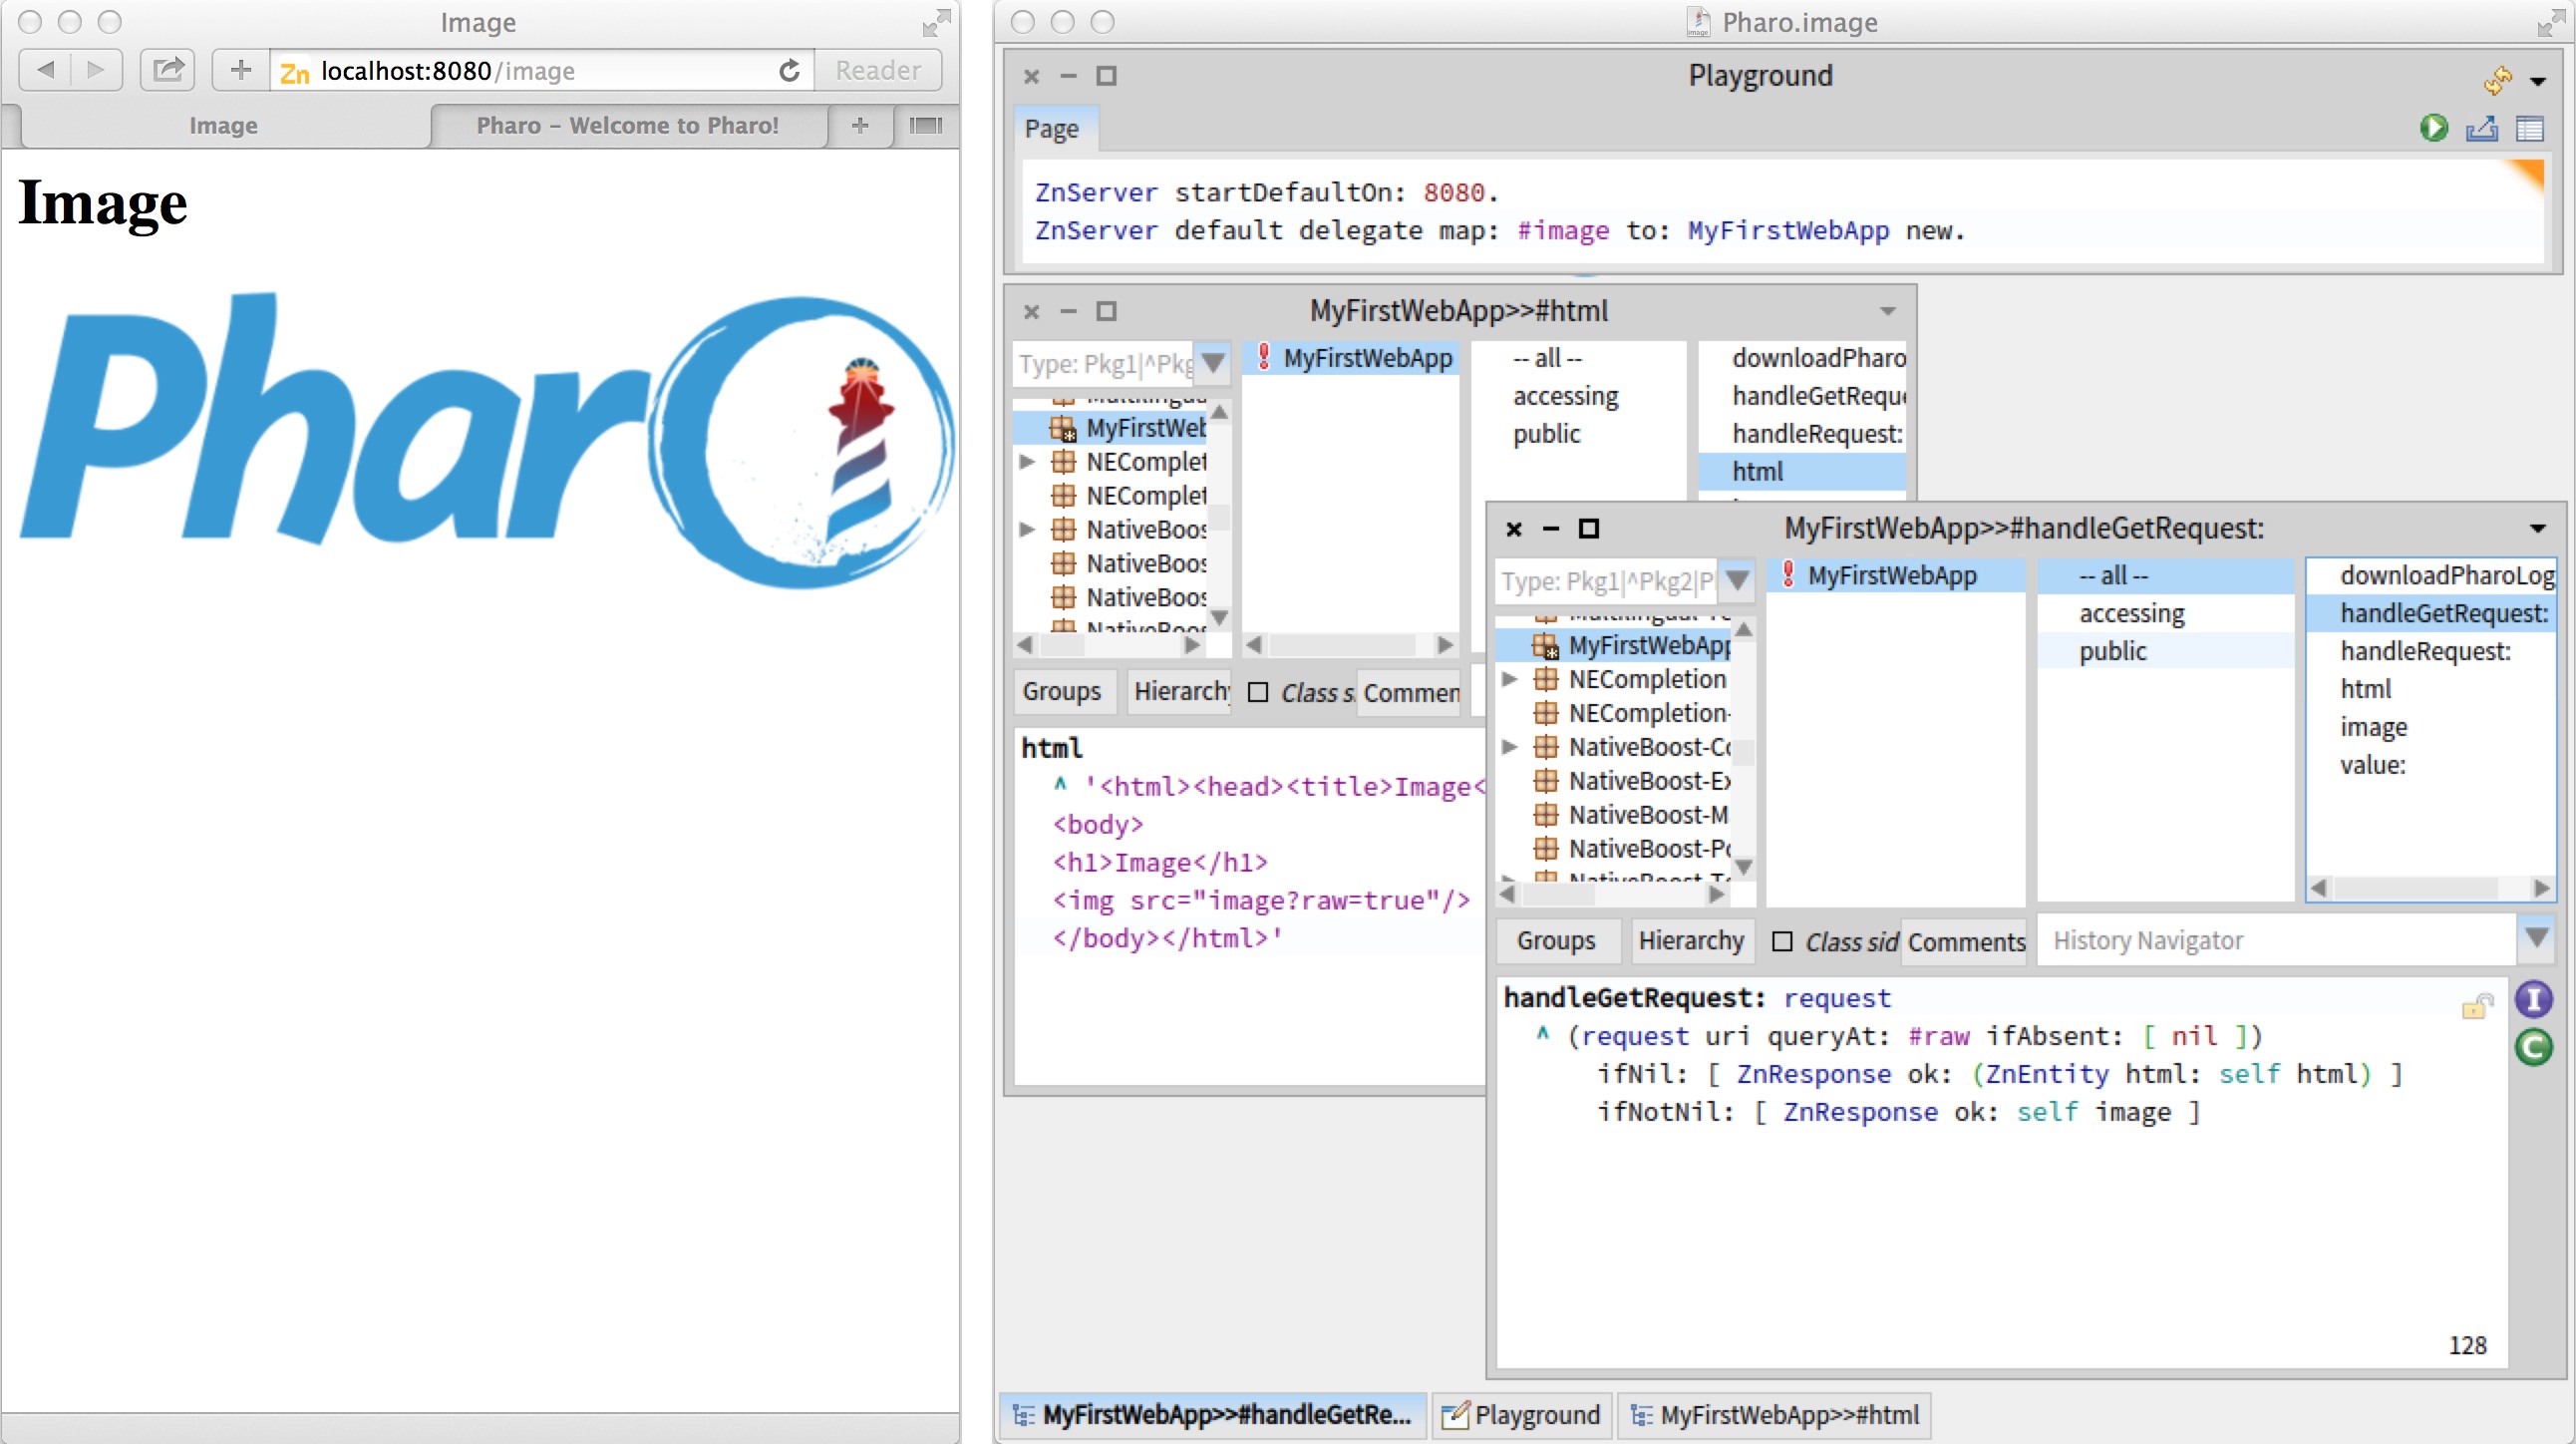 Image
Zn localhost:8080/image
Reader
Image
Pharo – Welcome to Pharo!
Image
Pharo
Pharo.image
Playground
Page
ZnServer startDefaultOn: 8080.
ZnServer default delegate map: #image to: MyFirstWebApp new.
MyFirstWebApp>>#html
Type: Pkg1|^Pkg
MyFirstWeb
NEComplet
NEComplet
NativeBoos
NativeBoos
NativeBoos
MyFirstWebApp
-- all --
accessing
public
downloadPharo
handleGetReque
handleRequest:
html
Groups
Hierarchy
Class s
Commen
html
^ '<html><head><title>Image<
<body>
<h1>Image</h1>
<img src="image?raw=true"/>
</body></html>'
MyFirstWebApp>>#handleGetRequest:
Type: Pkg1|^Pkg2|P
MyFirstWebApp
NECompletion
NECompletion-
NativeBoost-Co
NativeBoost-Ex
NativeBoost-M
NativeBoost-Po
MyFirstWebApp
-- all --
accessing
public
downloadPharoLog
handleGetRequest:
handleRequest:
html
image
value:
Groups
Hierarchy
Class sid
Comments
History Navigator
handleGetRequest: request
^ (request uri queryAt: #raw ifAbsent: [ nil ])
ifNil: [ ZnResponse ok: (ZnEntity html: self html) ]
ifNotNil: [ ZnResponse ok: self image ]
I
C
128
MyFirstWebApp>>#handleGetRe...
Playground
MyFirstWebApp>>#html